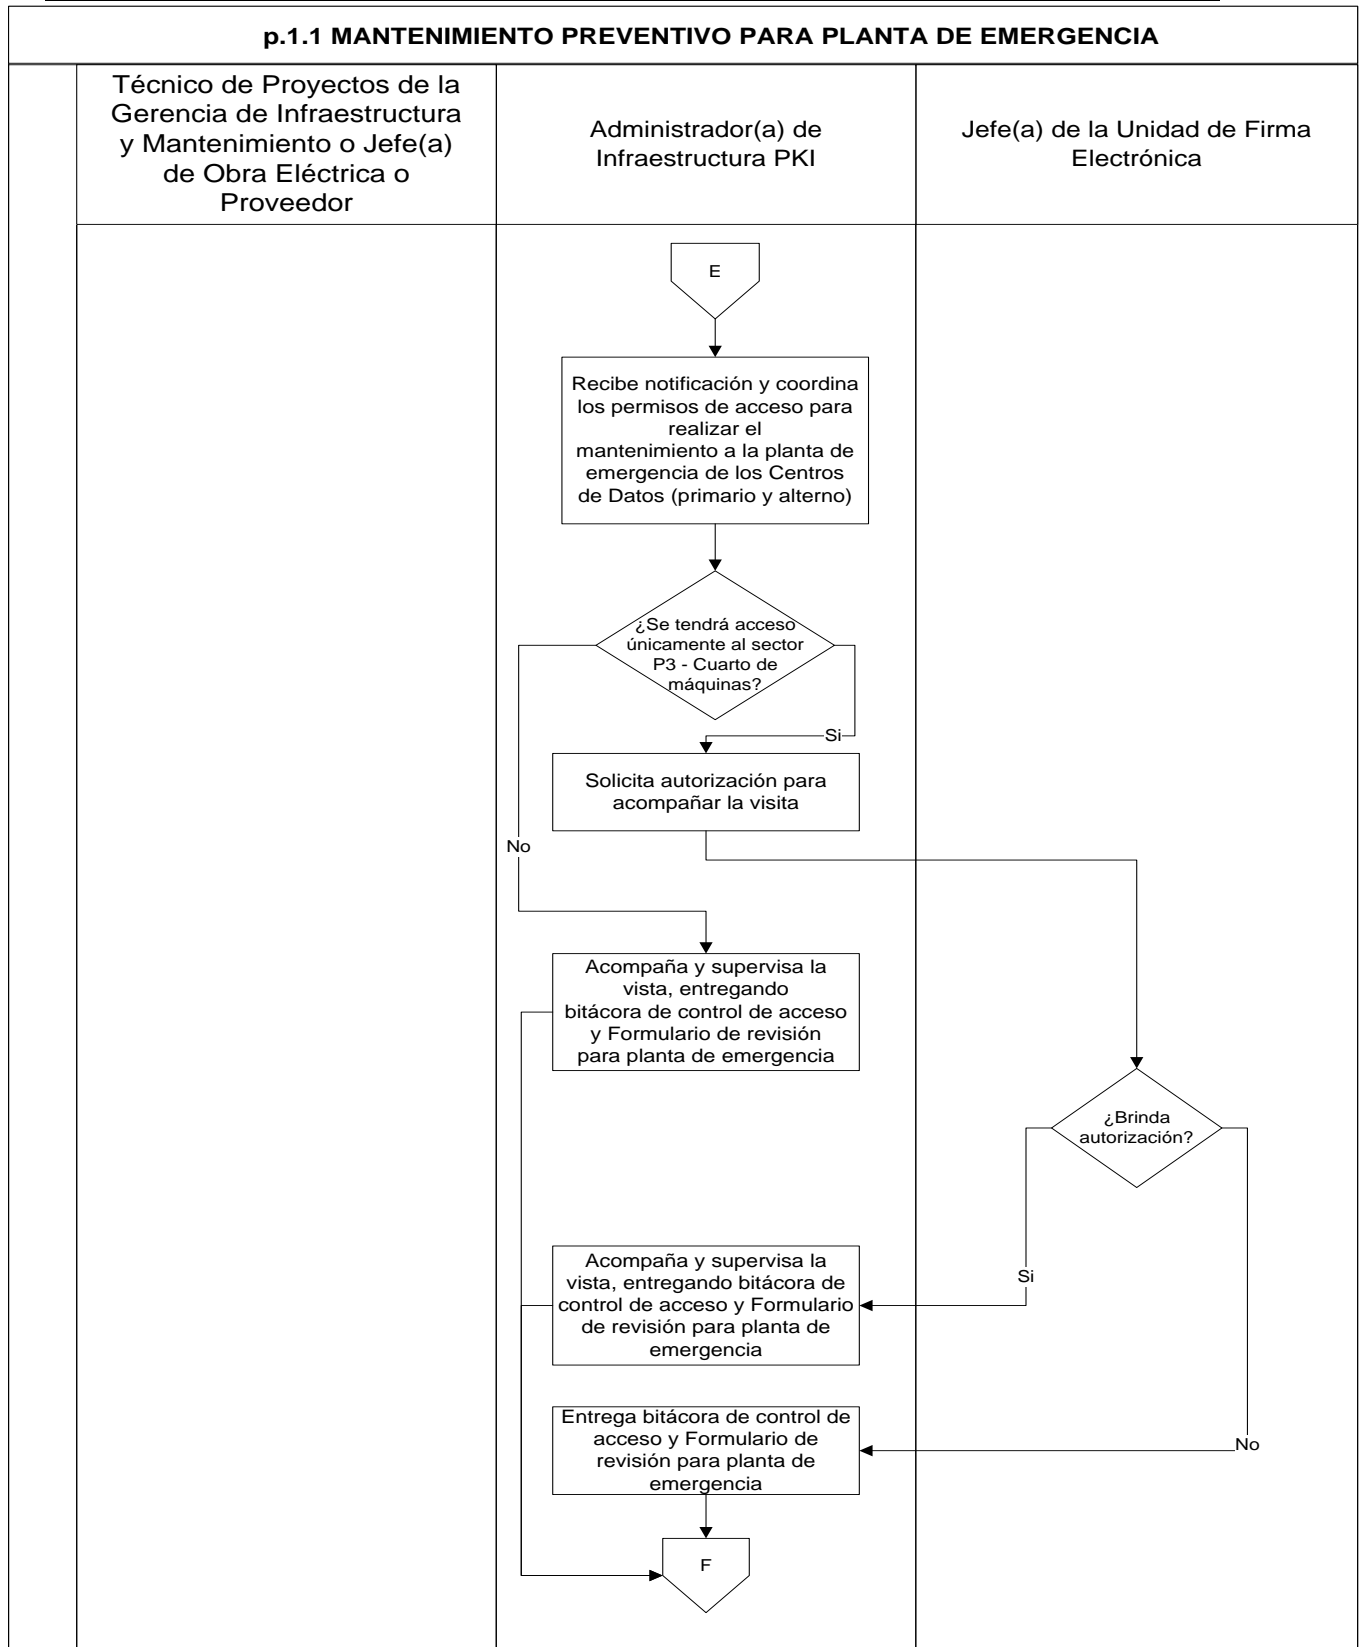 p.1.1 MANTENIMIENTO PREVENTIVO PARA PLANTA DE EMERGENCIA
Técnico de Proyectos de la
Gerencia de Infraestructura
y Mantenimiento o Jefe(a)
de Obra Eléctrica o
Proveedor
Administrador(a) de
Infraestructura PKI
Jefe(a) de la Unidad de Firma
Electrónica
E
Recibe notificación y coordina
los permisos de acceso para
realizar el
mantenimiento a la planta de
emergencia de los Centros
de Datos (primario y alterno)
¿Se tendrá acceso
únicamente al sector
P3 - Cuarto de
máquinas?
Si
Solicita autorización para
acompañar la visita
No
Acompaña y supervisa la
vista, entregando
bitácora de control de acceso
y Formulario de revisión
para planta de emergencia
¿Brinda
autorización?
Si
Acompaña y supervisa la
vista, entregando bitácora de
control de acceso y Formulario
de revisión para planta de
emergencia
No
Entrega bitácora de control de
acceso y Formulario de
revisión para planta de
emergencia
F